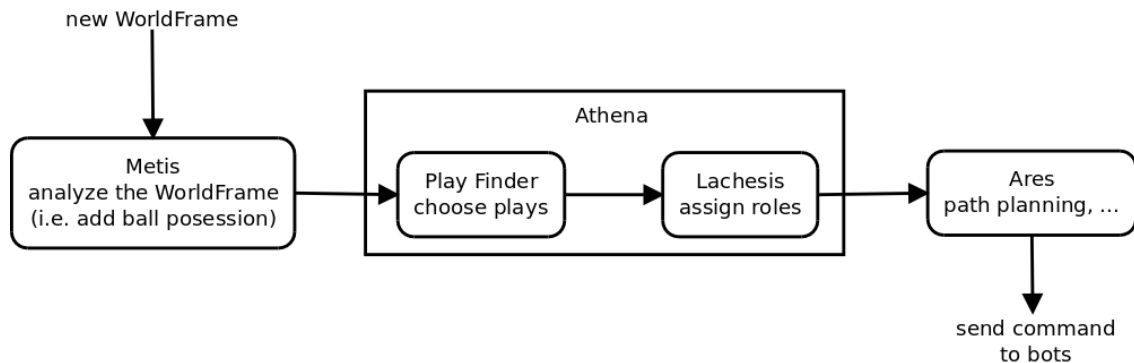 new WorldFrame
Metis
analyze the WorldFrame
(i.e. add ball posession)
Athena
Play Finder
choose plays
Lachesis
assign roles
Ares
path planning, ...
send command
to bots